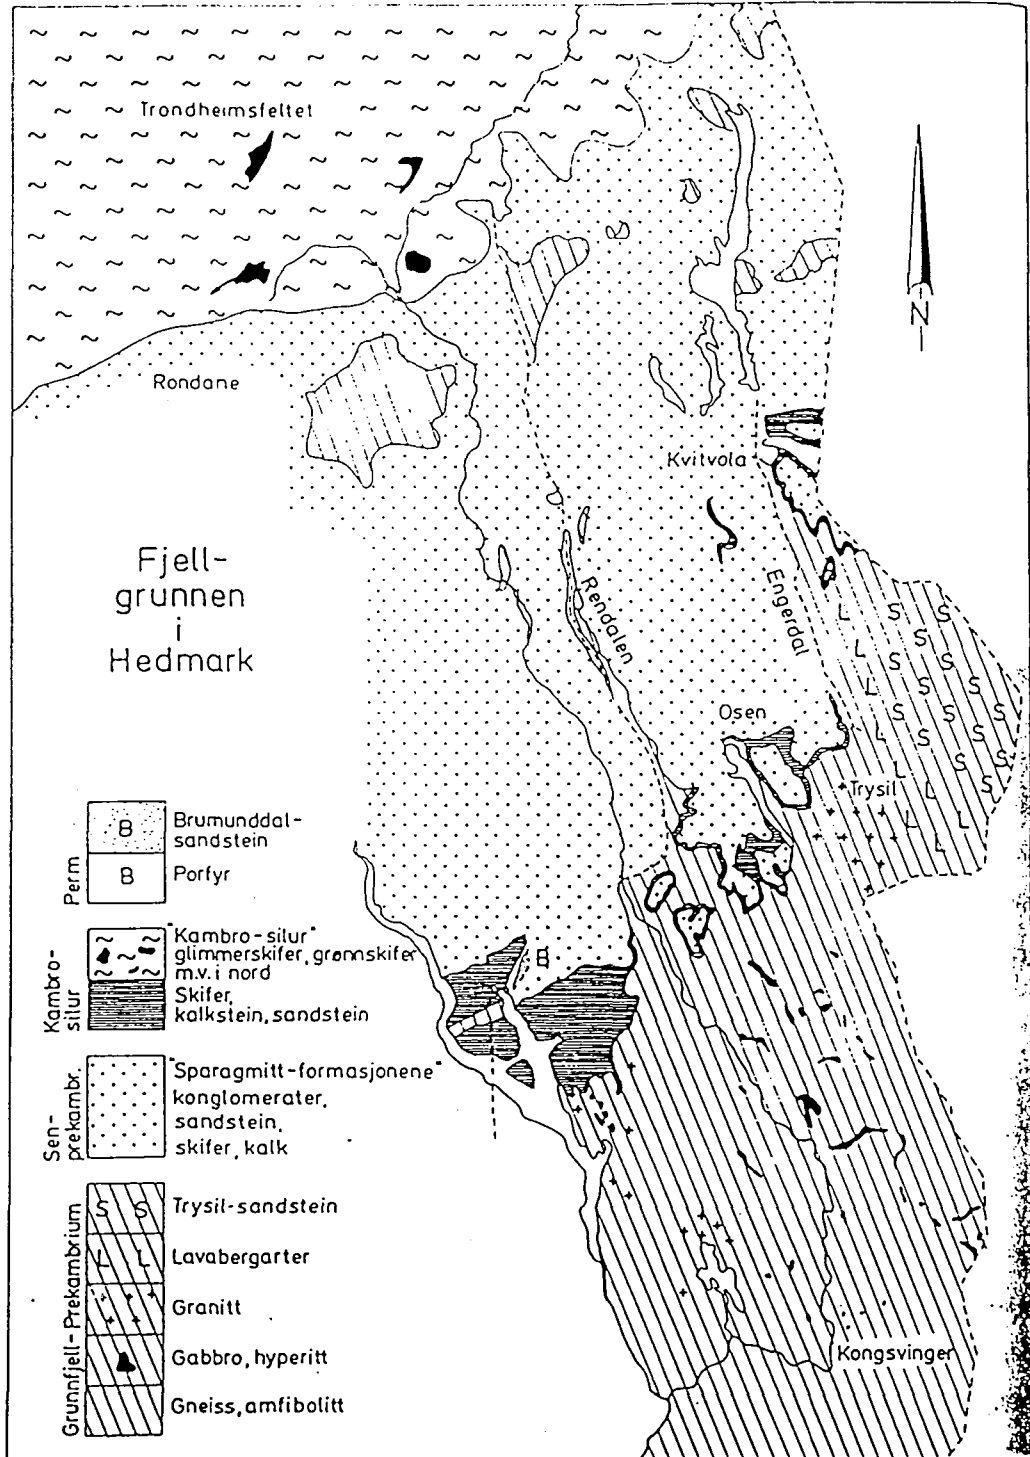 Trondheimsfeltet
Rondane
N
Kvitvola
Fjell-
grunnen
i
Hedmark
Rendalen
Engerdal
L S S
L S
L S S
S
L S S
L S S
L S
L L S
L L
L
Osen
Trysil
B
Kongsvinger
Perm
B
Brumunddal-
sandstein
B
Porfyr
Kambro-
silur
"Kambro-silur"
glimmerskifer, grønnskifer
m.v. i nord
Skifer,
kalkstein, sandstein
Sen-
prekambr.
"Sparagmitt-formasjonene"
konglomerater,
sandstein,
skifer, kalk
Grunnfjell-Prekambrium
S S
Trysil-sandstein
L L
Lavabergarter
Granitt
Gabbro, hyperitt
Gneiss, amfibolitt